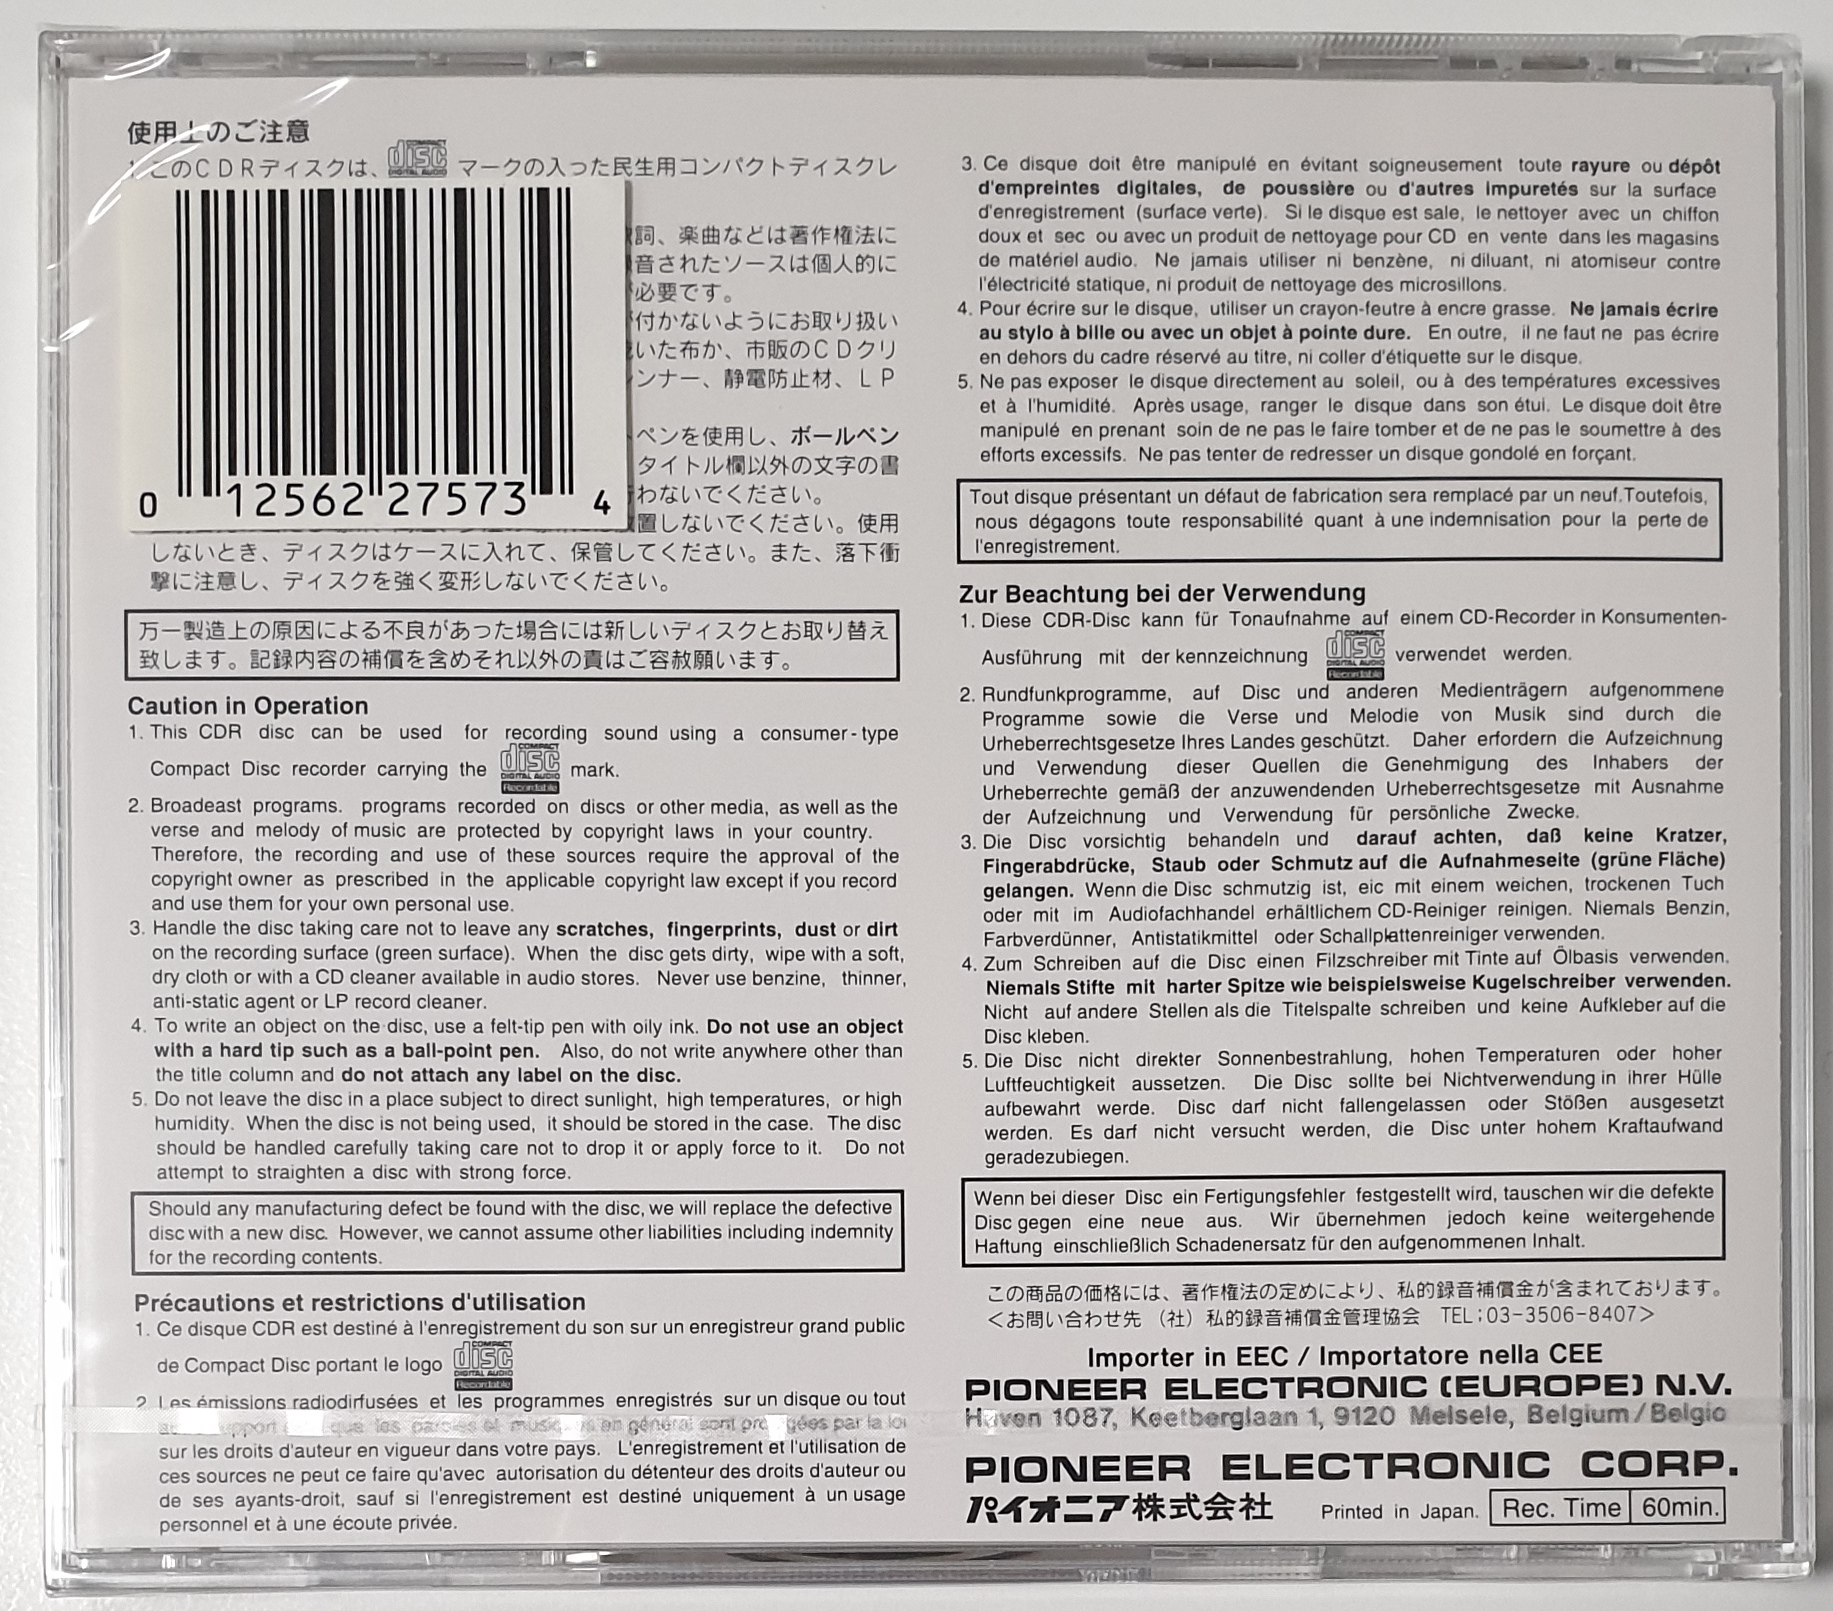 使用上のご注意
1.このＣＤＲディスクは、 COMPACT disc DIGITAL AUDIO マークの入った民生用コンパクトディスクレ
詞、楽曲などは著作権法に
音されたソースは個人的に
必要です。
付かないようにお取り扱い
いた布か、市販のＣＤクリ
ンナー、静電防止材、ＬＰ
ペンを使用し、ボールペン
タイトル欄以外の文字の書
わないでください。
置しないでください。使用
しないとき、ディスクはケースに入れて、保管してください。また、落下衝
撃に注意し、ディスクを強く変形しないでください。
0 12562 27573 4
万一製造上の原因による不良があった場合には新しいディスクとお取り替え
致します。記録内容の補償を含めそれ以外の責はご容赦願います。
Caution in Operation
1. This CDR disc can be used for recording sound using a consumer-type
Compact Disc recorder carrying the COMPACT disc DIGITAL AUDIO Recordable mark.
2. Broadeast programs. programs recorded on discs or other media, as well as the
verse and melody of music are protected by copyright laws in your country.
Therefore, the recording and use of these sources require the approval of the
copyright owner as prescribed in the applicable copyright law except if you record
and use them for your own personal use.
3. Handle the disc taking care not to leave any scratches, fingerprints, dust or dirt
on the recording surface (green surface). When the disc gets dirty, wipe with a soft,
dry cloth or with a CD cleaner available in audio stores. Never use benzine, thinner,
anti-static agent or LP record cleaner.
4. To write an object on the disc, use a felt-tip pen with oily ink. Do not use an object
with a hard tip such as a ball-point pen. Also, do not write anywhere other than
the title column and do not attach any label on the disc.
5. Do not leave the disc in a place subject to direct sunlight, high temperatures, or high
humidity. When the disc is not being used, it should be stored in the case. The disc
should be handled carefully taking care not to drop it or apply force to it. Do not
attempt to straighten a disc with strong force.
Should any manufacturing defect be found with the disc, we will replace the defective
disc with a new disc. However, we cannot assume other liabilities including indemnity
for the recording contents.
Précautions et restrictions d'utilisation
1. Ce disque CDR est destiné à l'enregistrement du son sur un enregistreur grand public
de Compact Disc portant le logo COMPACT disc DIGITAL AUDIO Recordable
2. Les émissions radiodirfusées et les programmes enregistrés sur un disque ou tout
que les paroles et en général sont par la loi
sur les droits d'auteur en vigueur dans votre pays. L'enregistrement et l'utilisation de
ces sources ne peut ce faire qu'avec autorisation du détenteur des droits d'auteur ou
de ses ayants-droit, sauf si l'enregistrement est destiné uniquement à un usage
personnel et à une écoute privée.
3. Ce disque doit être manipulé en évitant soigneusement toute rayure ou dépôt
d'empreintes digitales, de poussière ou d'autres impuretés sur la surface
d'enregistrement (surface verte). Si le disque est sale, le nettoyer avec un chiffon
doux et sec ou avec un produit de nettoyage pour CD en vente dans les magasins
de matériel audio. Ne jamais utiliser ni benzène, ni diluant, ni atomiseur contre
l'électricité statique, ni produit de nettoyage des microsillons.
4. Pour écrire sur le disque, utiliser un crayon-feutre à encre grasse. Ne jamais écrire
au stylo à bille ou avec un objet à pointe dure. En outre, il ne faut ne pas écrire
en dehors du cadre réservé au titre, ni coller d'étiquette sur le disque.
5. Ne pas exposer le disque directement au soleil, ou à des températures excessives
et à l'humidité. Après usage, ranger le disque dans son étui. Le disque doit être
manipulé en prenant soin de ne pas le faire tomber et de ne pas le soumettre à des
efforts excessifs. Ne pas tenter de redresser un disque gondolé en forçant.
Tout disque présentant un défaut de fabrication sera remplacé par un neuf.Toutefois,
nous dégagons toute responsabilité quant à une indemnisation pour la perte de
l'enregistrement.
Zur Beachtung bei der Verwendung
1. Diese CDR-Disc kann für Tonaufnahme auf einem CD-Recorder in Konsumenten-
Ausführung mit der kennzeichnung COMPACT disc DIGITAL AUDIO Recordable verwendet werden.
2. Rundfunkprogramme, auf Disc und anderen Medienträgern aufgenommene
Programme sowie die Verse und Melodie von Musik sind durch die
Urheberrechtsgesetze Ihres Landes geschützt. Daher erfordern die Aufzeichnung
und Verwendung dieser Quellen die Genehmigung des Inhabers der
Urheberrechte gemäß der anzuwendenden Urheberrechtsgesetze mit Ausnahme
der Aufzeichnung und Verwendung für persönliche Zwecke.
3. Die Disc vorsichtig behandeln und darauf achten, daß keine Kratzer,
Fingerabdrücke, Staub oder Schmutz auf die Aufnahmeseite (grüne Fläche)
gelangen. Wenn die Disc schmutzig ist, eic mit einem weichen, trockenen Tuch
oder mit im Audiofachhandel erhältlichem CD-Reiniger reinigen. Niemals Benzin,
Farbverdünner, Antistatikmittel oder Schallplattenreiniger verwenden.
4. Zum Schreiben auf die Disc einen Filzschreiber mit Tinte auf Ölbasis verwenden.
Niemals Stifte mit harter Spitze wie beispielsweise Kugelschreiber verwenden.
Nicht auf andere Stellen als die Titelspalte schreiben und keine Aufkleber auf die
Disc kleben.
5. Die Disc nicht direkter Sonnenbestrahlung, hohen Temperaturen oder hoher
Luftfeuchtigkeit aussetzen. Die Disc sollte bei Nichtverwendung in ihrer Hülle
aufbewahrt werde. Disc darf nicht fallengelassen oder Stößen ausgesetzt
werden. Es darf nicht versucht werden, die Disc unter hohem Kraftaufwand
geradezubiegen.
Wenn bei dieser Disc ein Fertigungsfehler festgestellt wird, tauschen wir die defekte
Disc gegen eine neue aus. Wir übernehmen jedoch keine weitergehende
Haftung einschließlich Schadenersatz für den aufgenommenen Inhalt.
この商品の価格には、著作権法の定めにより、私的録音補償金が含まれております。
＜お問い合わせ先 （社）私的録音補償金管理協会 TEL;03-3506-8407＞
Importer in EEC / Importatore nella CEE
PIONEER ELECTRONIC (EUROPE) N.V.
Haven 1087, Keetberglaan 1, 9120 Melsele, Belgium/Belgio
PIONEER ELECTRONIC CORP.
パイオニア株式会社 Printed in Japan. Rec. Time 60min.